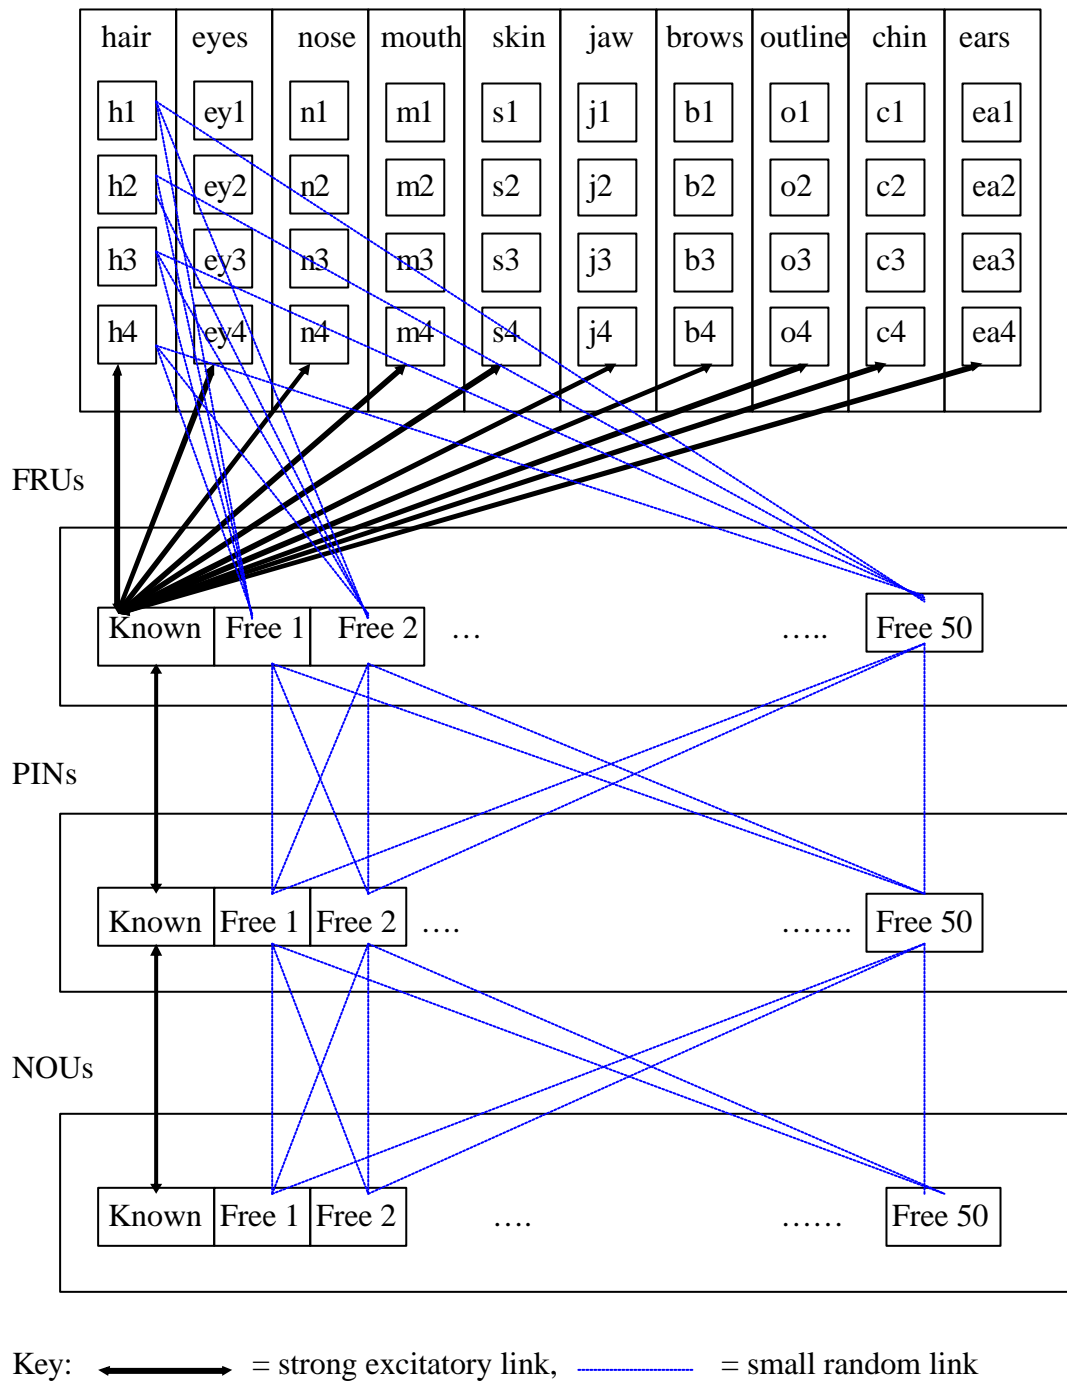 hair eyes nose mouth skin jaw brows outline chin ears
h1 ey1 n1 m1 s1 j1 b1 o1 c1 ea1
h2 ey2 n2 m2 s2 j2 b2 o2 c2 ea2
h3 ey3 n3 m3 s3 j3 b3 o3 c3 ea3
h4 ey4 n4 m4 s4 j4 b4 o4 c4 ea4
FRUs
Known Free 1 Free 2 … ….. Free 50
PINs
Known Free 1 Free 2 …. ……. Free 50
NOUs
Known Free 1 Free 2 …. …… Free 50
Key: = strong excitatory link, = small random link